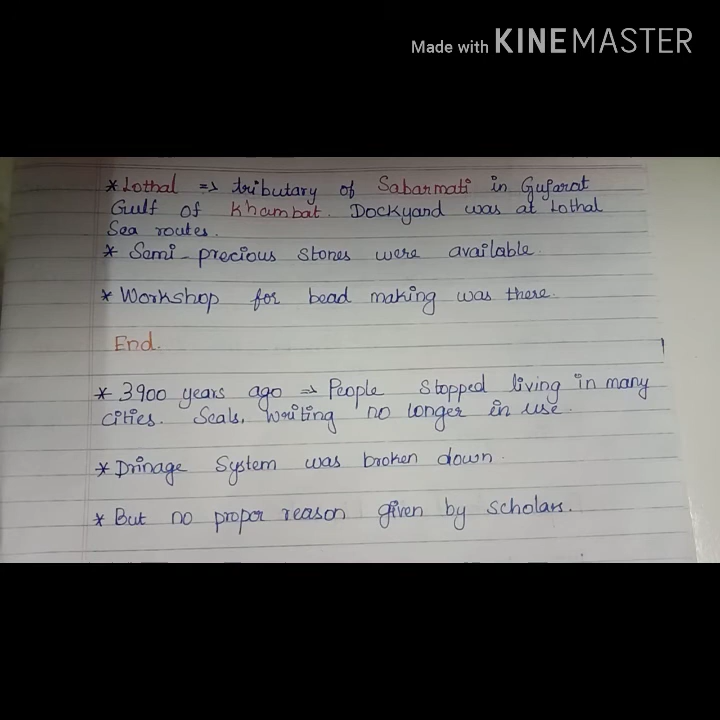 Made with KINEMASTER
* Lothal => tributary of Sabarmati in Gujarat
Gulf of Khambat. Dockyard was at Lothal
Sea routes.
* Semi-precious stones were available.
* Workshop for bead making was there.
End.
* 3900 years ago => People stopped living in many
cities. Seals, writing no longer in use.
* Drinage System was broken down.
* But no proper reason given by scholars.